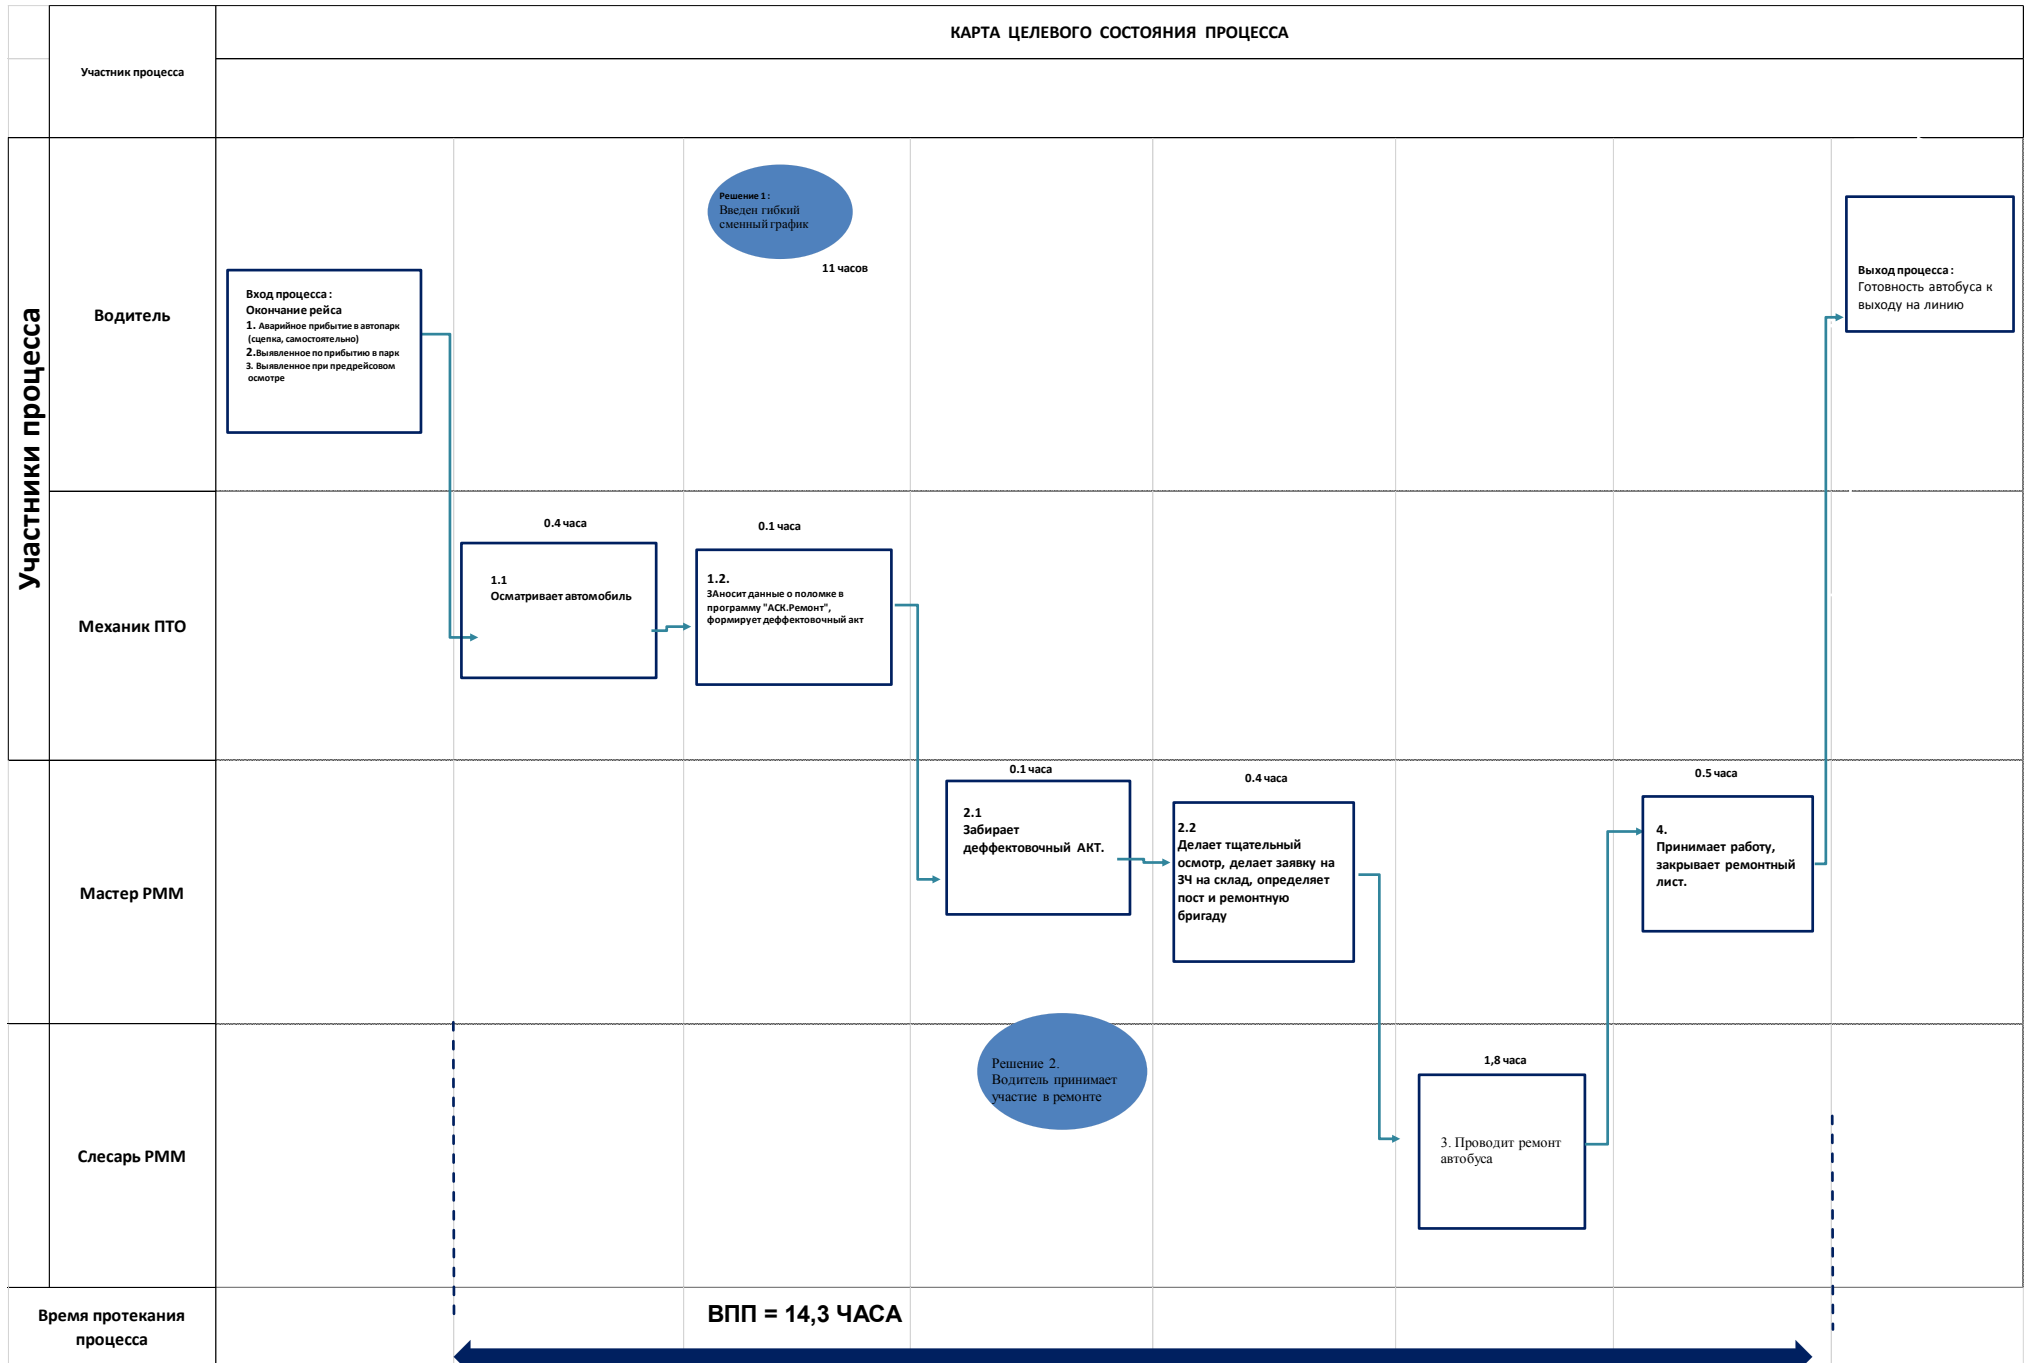 КАРТА ЦЕЛЕВОГО СОСТОЯНИЯ ПРОЦЕССА
Участник процесса
Участники процесса
Водитель
Решение 1 :
Введен гибкий
сменный график
11 часов
Вход процесса :
Окончание рейса
1. Аварийное прибытие в автопарк
(сцепка, самостоятельно)
2.Выявленное по прибытию в парк
3. Выявленное при предрейсовом
осмотре
Выход процесса :
Готовность автобуса к
выходу на линию
Механик ПТО
0.4 часа
1.1
Осматривает автомобиль
0.1 часа
1.2.
ЗАносит данные о поломке в
программу "АСК.Ремонт",
формирует деффектовочный акт
Мастер РММ
0.1 часа
2.1
Забирает
деффектовочный АКТ.
0.4 часа
2.2
Делает тщательный
осмотр, делает заявку на
ЗЧ на склад, определяет
пост и ремонтную
бригаду
0.5 часа
4.
Принимает работу,
закрывает ремонтный
лист.
Слесарь РММ
Решение 2.
Водитель принимает
участие в ремонте
1,8 часа
3. Проводит ремонт
автобуса
Время протекания
процесса
ВПП = 14,3 ЧАСА